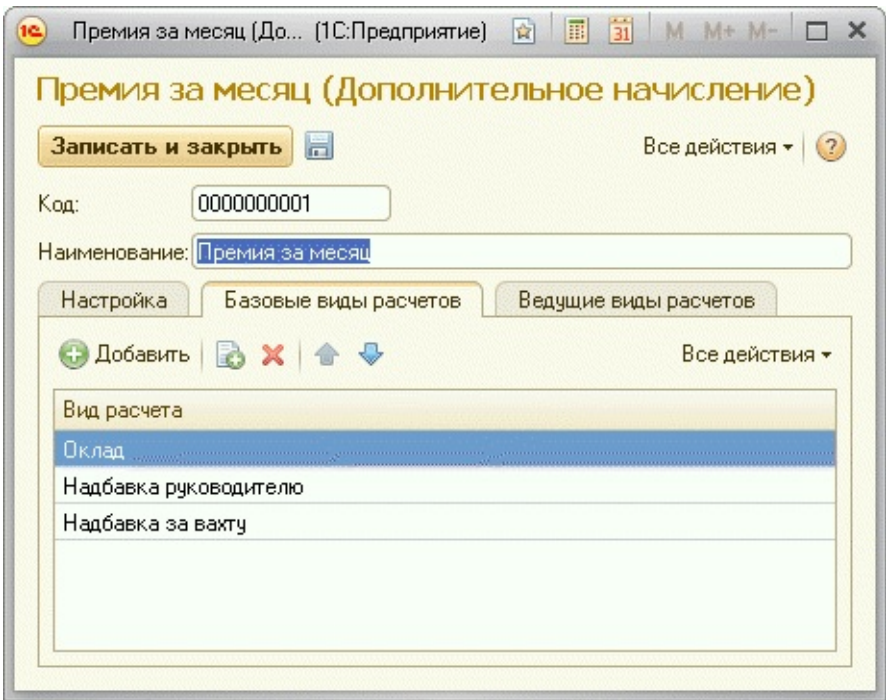 1С Премия за месяц (До... (1С:Предприятие) 31 M M+ M-
Премия за месяц (Дополнительное начисление)
Записать и закрыть Все действия ?
Код: 0000000001
Наименование: Премия за месяц
Настройка Базовые виды расчетов Ведущие виды расчетов
Добавить Все действия
Вид расчета
Оклад
Надбавка руководителю
Надбавка за вахту